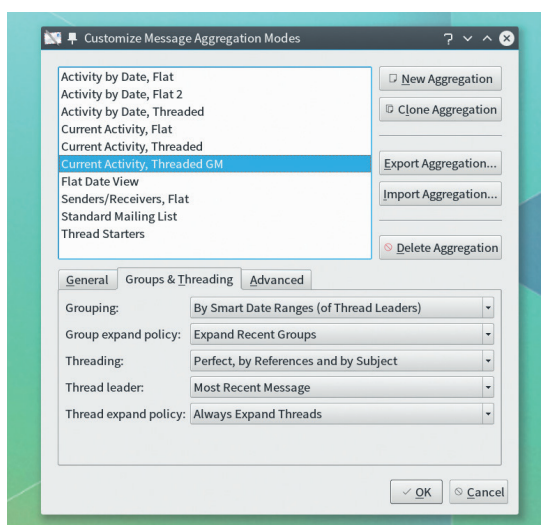 Customize Message Aggregation Modes
Activity by Date, Flat
Activity by Date, Flat 2
Activity by Date, Threaded
Current Activity, Flat
Current Activity, Threaded
Current Activity, Threaded GM
Flat Date View
Senders/Receivers, Flat
Standard Mailing List
Thread Starters
New Aggregation
Clone Aggregation
Export Aggregation...
Import Aggregation...
Delete Aggregation
General Groups & Threading Advanced
Grouping: By Smart Date Ranges (of Thread Leaders)
Group expand policy: Expand Recent Groups
Threading: Perfect, by References and by Subject
Thread leader: Most Recent Message
Thread expand policy: Always Expand Threads
OK Cancel